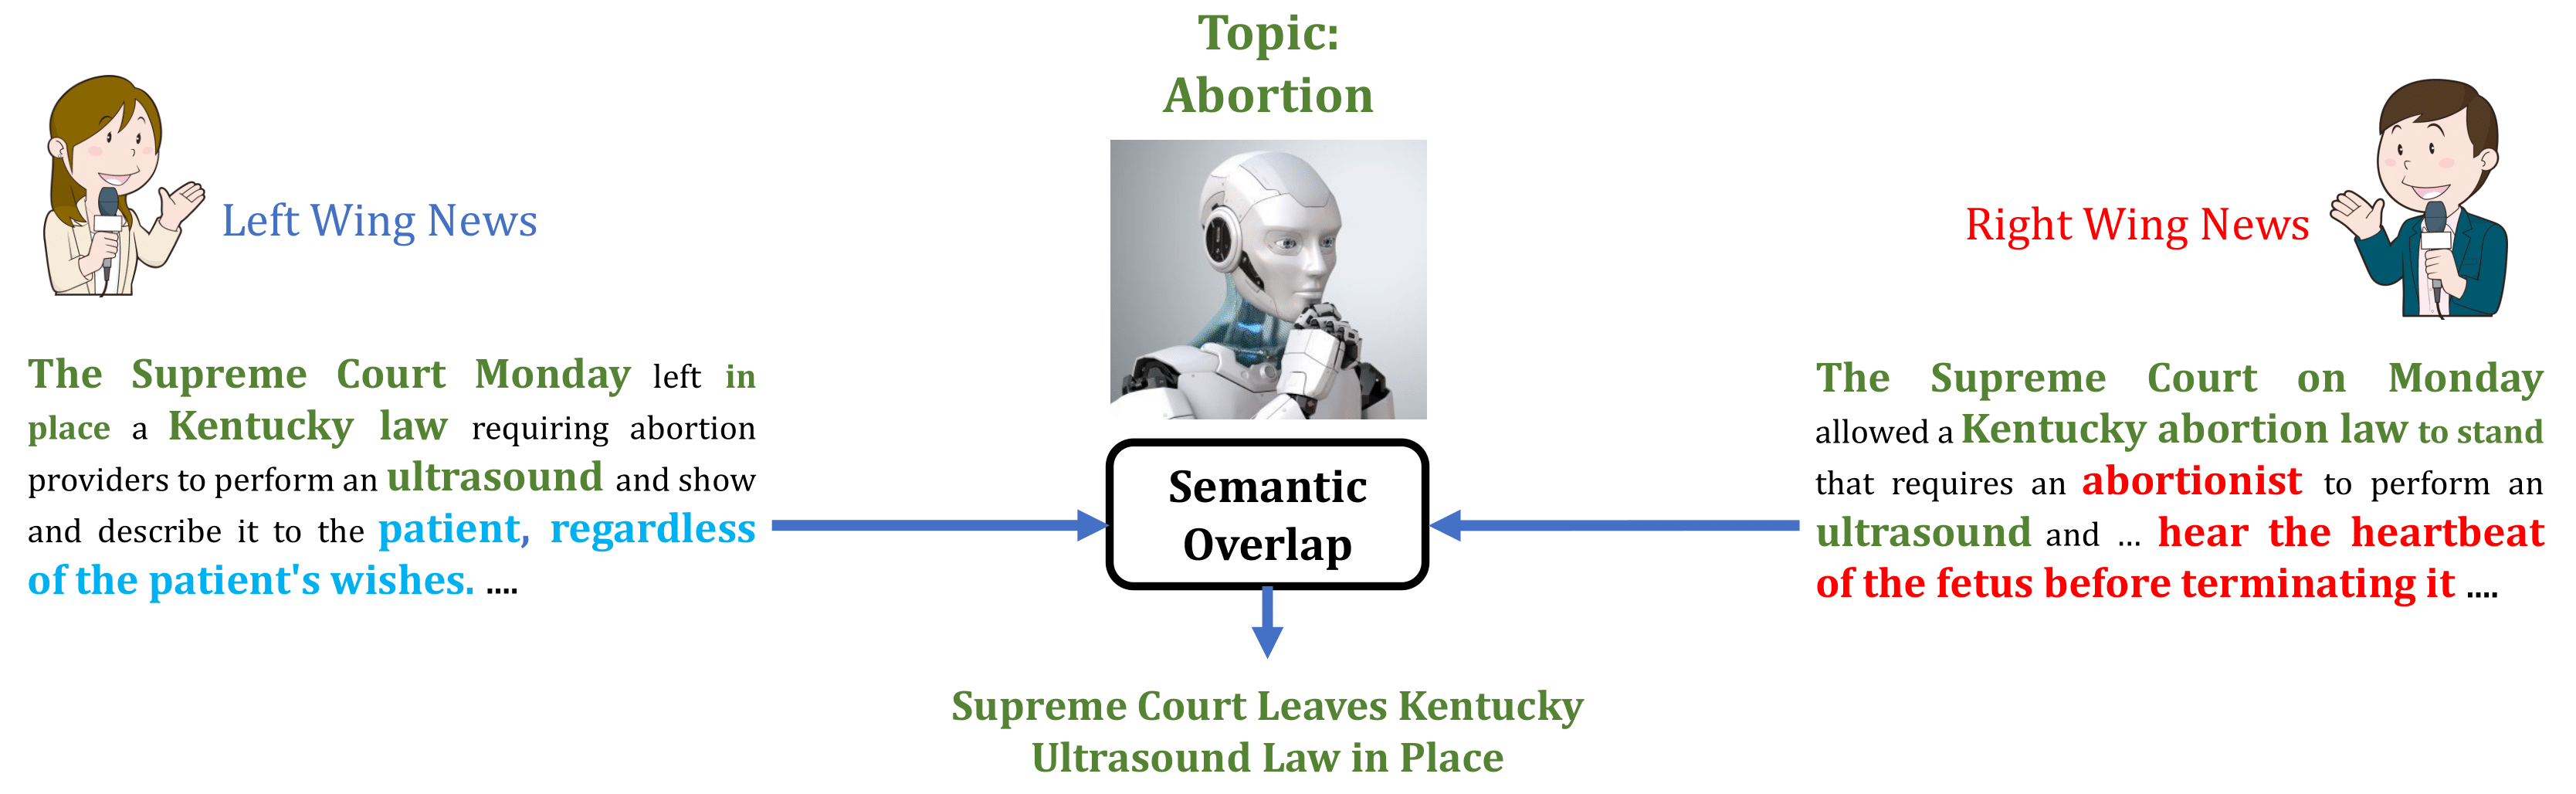 Topic:
Abortion
Left Wing News
Right Wing News
The Supreme Court Monday left in
place a Kentucky law requiring abortion
providers to perform an ultrasound and show
and describe it to the patient, regardless
of the patient's wishes. ....
Semantic
Overlap
The Supreme Court on Monday
allowed a Kentucky abortion law to stand
that requires an abortionist to perform an
ultrasound and ... hear the heartbeat
of the fetus before terminating it ....
Supreme Court Leaves Kentucky
Ultrasound Law in Place